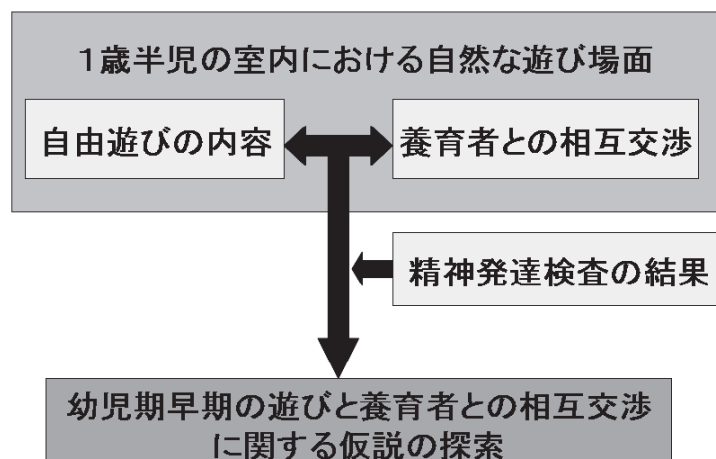 1歳半児の室内における自然な遊び場面
自由遊びの内容
養育者との相互交渉
精神発達検査の結果
幼児期早期の遊びと養育者との相互交渉
に関する仮説の探索